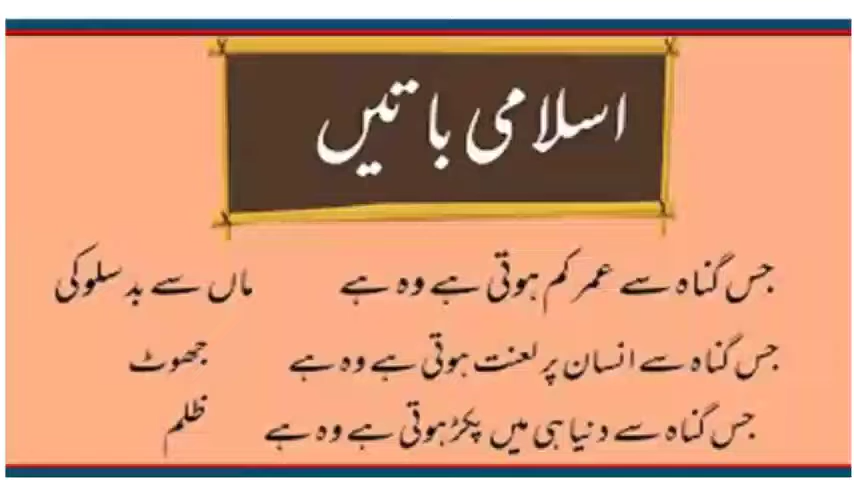 اسلامی باتیں
جس گناہ سے عمر کم ہوتی ہے وہ ہے ماں سے بدسلوکی
جس گناہ سے انسان پر لعنت ہوتی ہے وہ ہے جھوٹ
جس گناہ سے دنیا ہی میں پکڑ ہوتی ہے وہ ہے ظلم